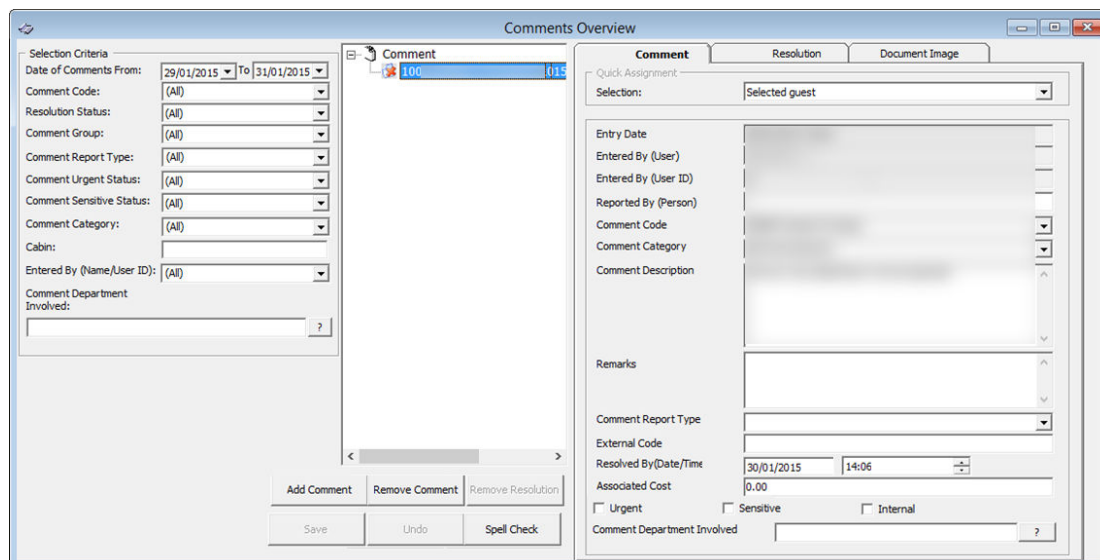 Comments Overview
Selection Criteria
Date of Comments From: 29/01/2015 To 31/01/2015
Comment Code: (All)
Resolution Status: (All)
Comment Group: (All)
Comment Report Type: (All)
Comment Urgent Status: (All)
Comment Sensitive Status: (All)
Comment Category: (All)
Cabin:
Entered By (Name/User ID): (All)
Comment Department
Involved:
?
Comment
100 015
Add Comment Remove Comment Remove Resolution
Save Undo Spell Check
Comment Resolution Document Image
Quick Assignment
Selection: Selected guest
Entry Date
Entered By (User)
Entered By (User ID)
Reported By (Person)
Comment Code
Comment Category
Comment Description
Remarks
Comment Report Type
External Code
Resolved By(Date/Time 30/01/2015 14:06
Associated Cost 0.00
Urgent Sensitive Internal
Comment Department Involved ?